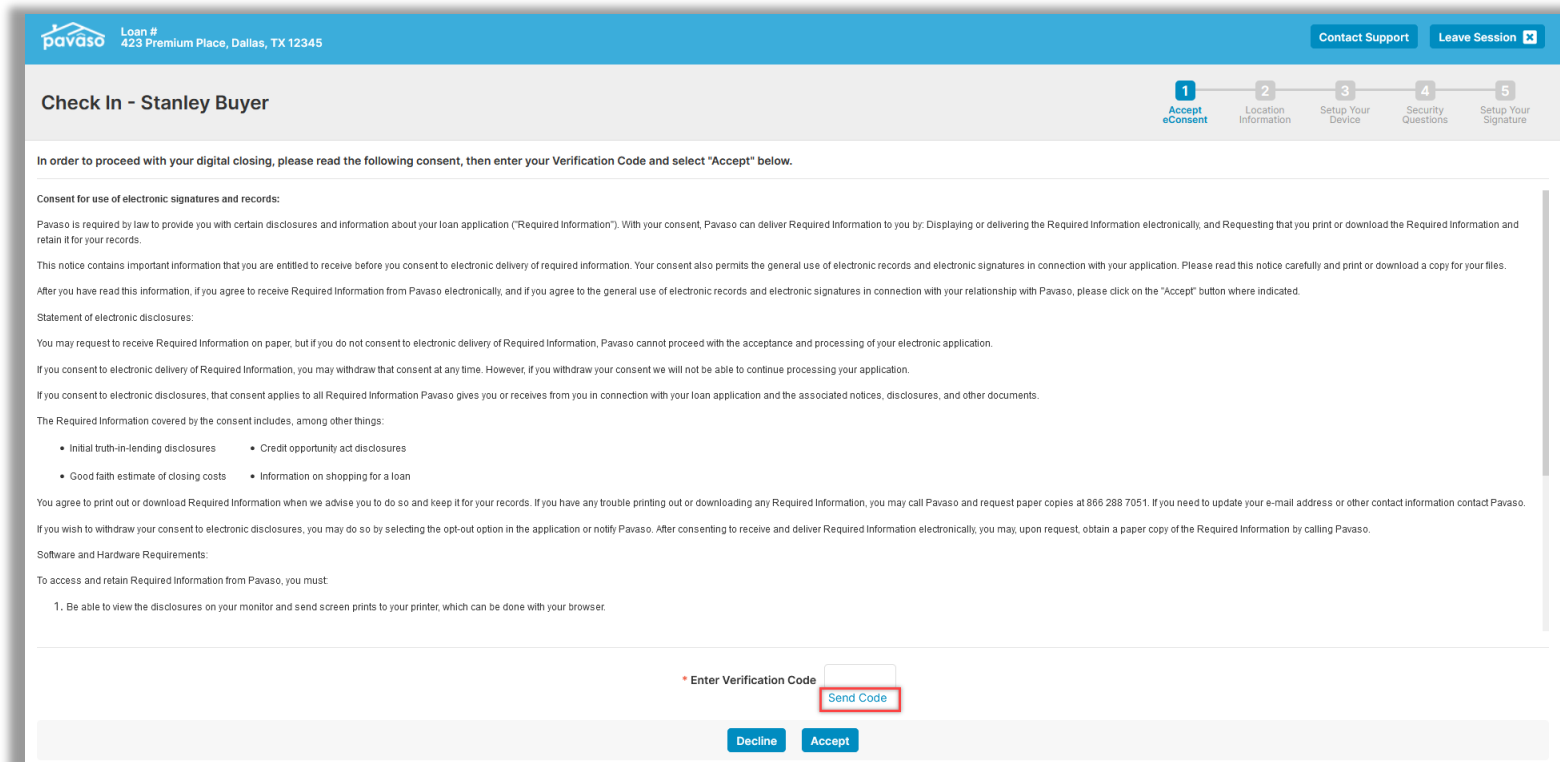 pavaso
Loan #
423 Premium Place, Dallas, TX 12345
Contact Support
Leave Session
Check In - Stanley Buyer
1
Accept
eConsent
2
Location
Information
3
Setup Your
Device
4
Security
Questions
5
Setup Your
Signature
In order to proceed with your digital closing, please read the following consent, then enter your Verification Code and select "Accept" below.
Consent for use of electronic signatures and records:
Pavaso is required by law to provide you with certain disclosures and information about your loan application ("Required Information"). With your consent, Pavaso can deliver Required Information to you by: Displaying or delivering the Required Information electronically, and Requesting that you print or download the Required Information and
retain it for your records.
This notice contains important information that you are entitled to receive before you consent to electronic delivery of required information. Your consent also permits the general use of electronic records and electronic signatures in connection with your application. Please read this notice carefully and print or download a copy for your files.
After you have read this information, if you agree to receive Required Information from Pavaso electronically, and if you agree to the general use of electronic records and electronic signatures in connection with your relationship with Pavaso, please click on the "Accept" button where indicated.
Statement of electronic disclosures:
You may request to receive Required Information on paper, but if you do not consent to electronic delivery of Required Information, Pavaso cannot proceed with the acceptance and processing of your electronic application.
If you consent to electronic delivery of Required Information, you may withdraw that consent at any time. However, if you withdraw your consent we will not be able to continue processing your application.
If you consent to electronic disclosures, that consent applies to all Required Information Pavaso gives you or receives from you in connection with your loan application and the associated notices, disclosures, and other documents.
The Required Information covered by the consent includes, among other things:
• Initial truth-in-lending disclosures • Credit opportunity act disclosures
• Good faith estimate of closing costs • Information on shopping for a loan
You agree to print out or download Required Information when we advise you to do so and keep it for your records. If you have any trouble printing out or downloading any Required Information, you may call Pavaso and request paper copies at 866 288 7051. If you need to update your e-mail address or other contact information contact Pavaso.
If you wish to withdraw your consent to electronic disclosures, you may do so by selecting the opt-out option in the application or notify Pavaso. After consenting to receive and deliver Required Information electronically, you may, upon request, obtain a paper copy of the Required Information by calling Pavaso.
Software and Hardware Requirements:
To access and retain Required Information from Pavaso, you must:
1. Be able to view the disclosures on your monitor and send screen prints to your printer, which can be done with your browser.
* Enter Verification Code
Send Code
Decline
Accept